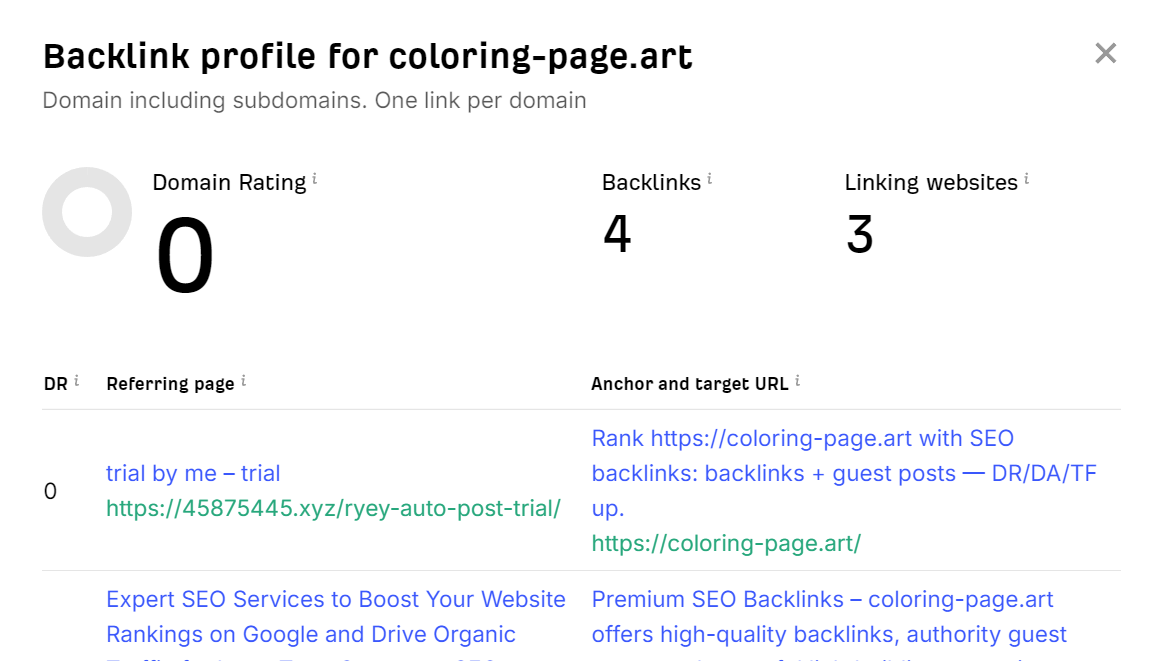 Backlink profile for coloring-page.art
Domain including subdomains. One link per domain
Domain Rating i
0
Backlinks i
4
Linking websites i
3
DR i Referring page i Anchor and target URL i
0
trial by me – trial
https://45875445.xyz/ryey-auto-post-trial/
Rank https://coloring-page.art with SEO
backlinks: backlinks + guest posts — DR/DA/TF
up.
https://coloring-page.art/
Expert SEO Services to Boost Your Website
Rankings on Google and Drive Organic
Premium SEO Backlinks – coloring-page.art
offers high-quality backlinks, authority guest